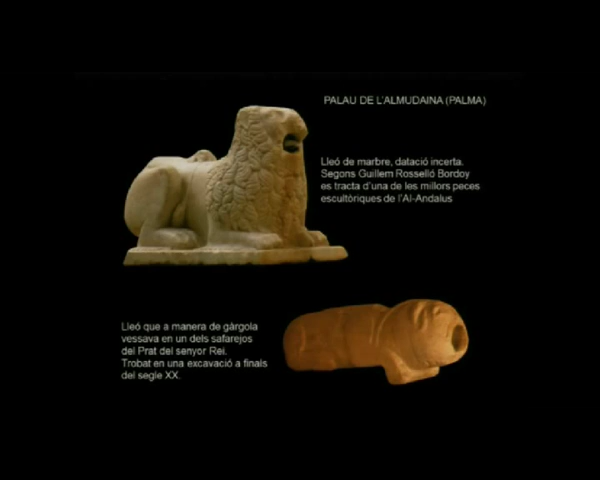 PALAU DE L'ALMUDAINA (PALMA)
Lleó de marbre, datació incerta.
Segons Guillem Rosselló Bordoy
es tracta d'una de les millors peces
escultòriques de l'Al-Andalus
Lleó que a manera de gàrgola
vessava en un dels safarejos
del Prat del senyor Rei.
Trobat en una excavació a finals
del segle XX.